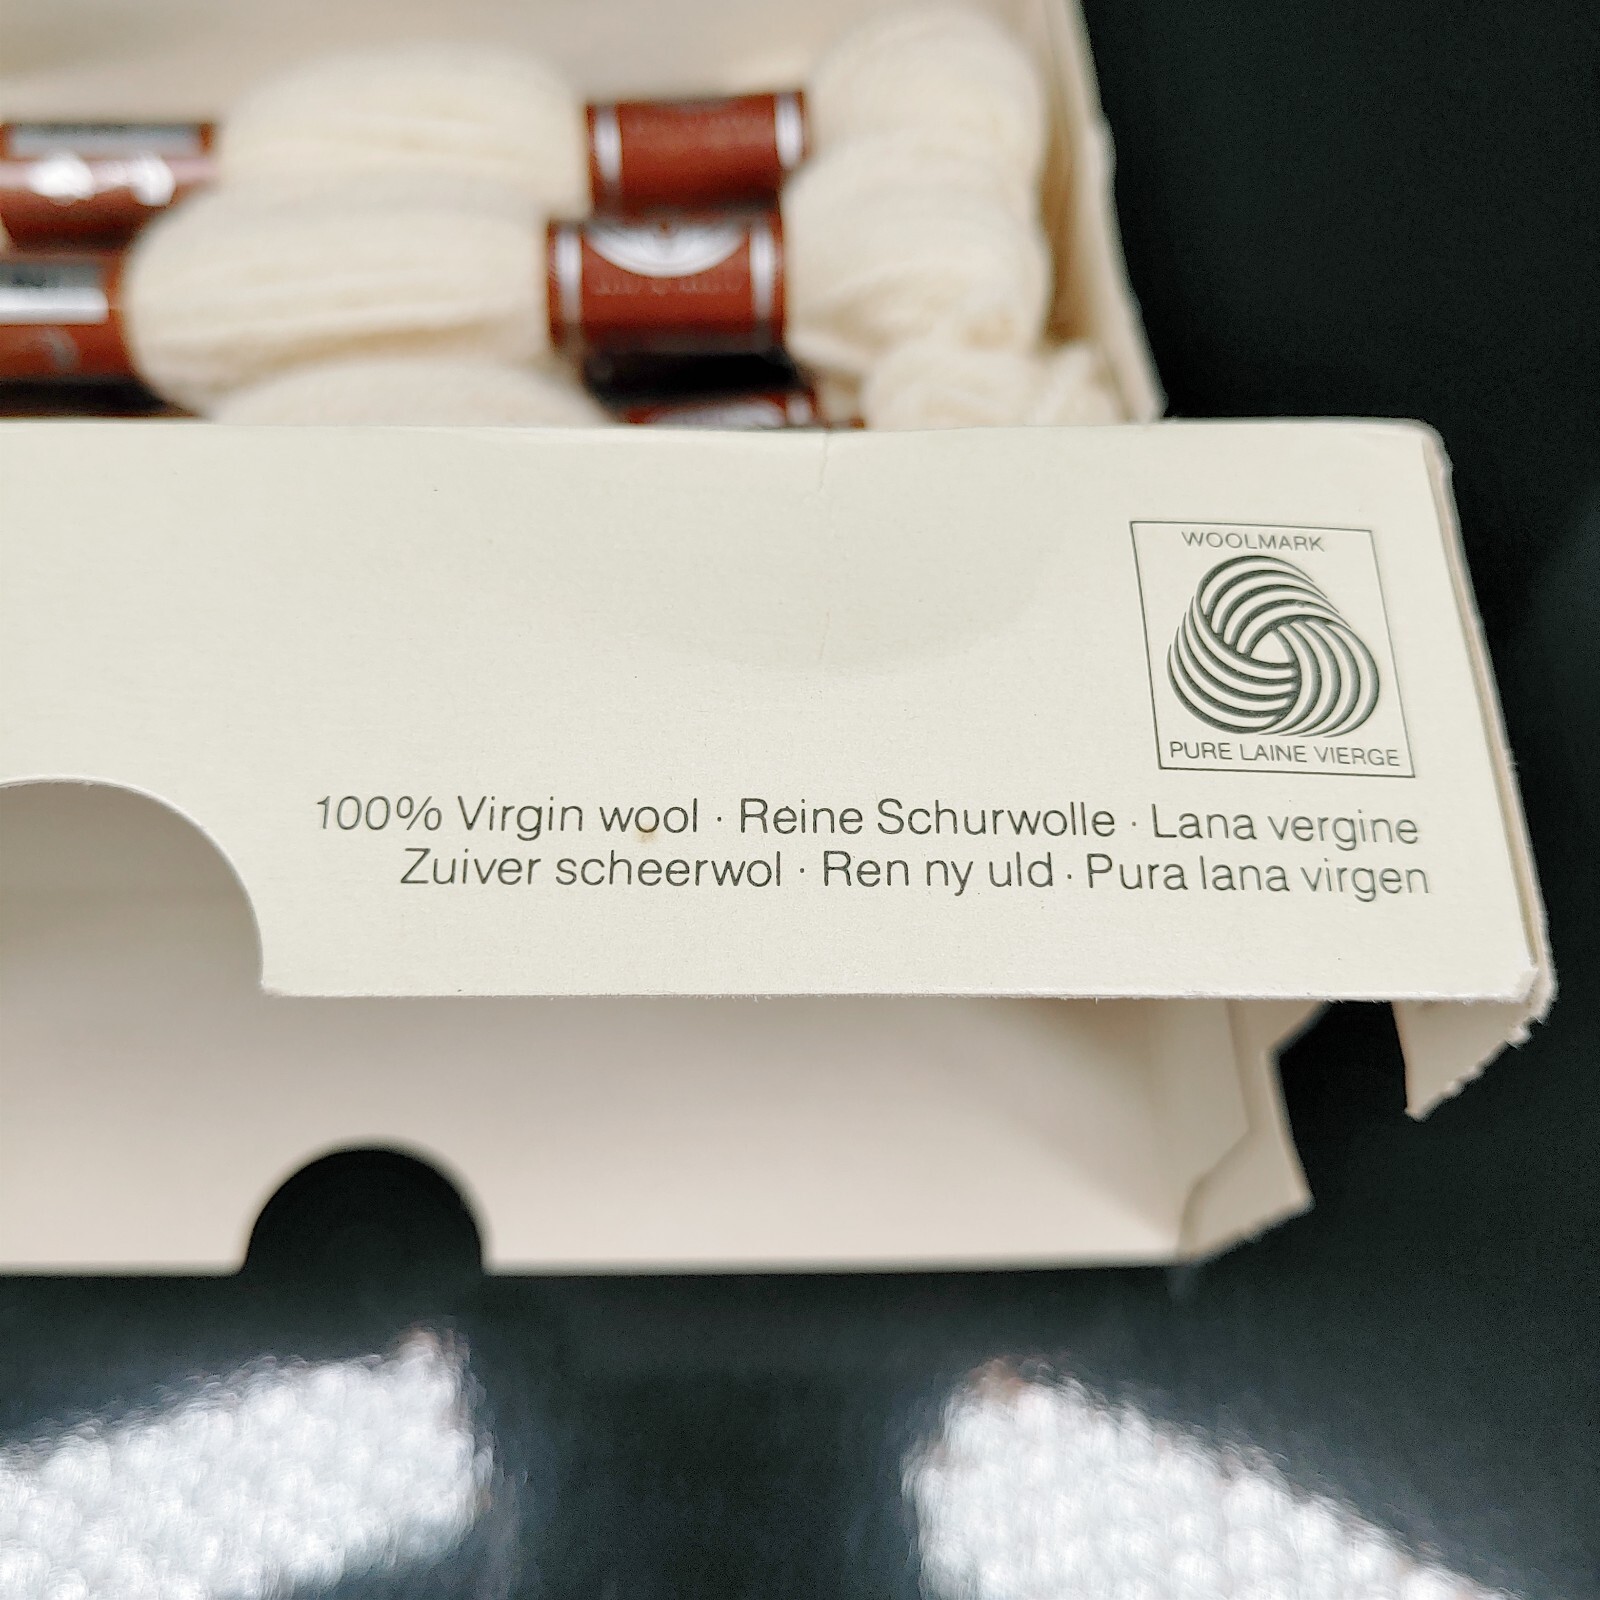 WOOLMARK
PURE LAINE VIERGE
100% Virgin wool · Reine Schurwolle · Lana vergine
Zuiver scheerwol · Ren ny uld · Pura lana virgen